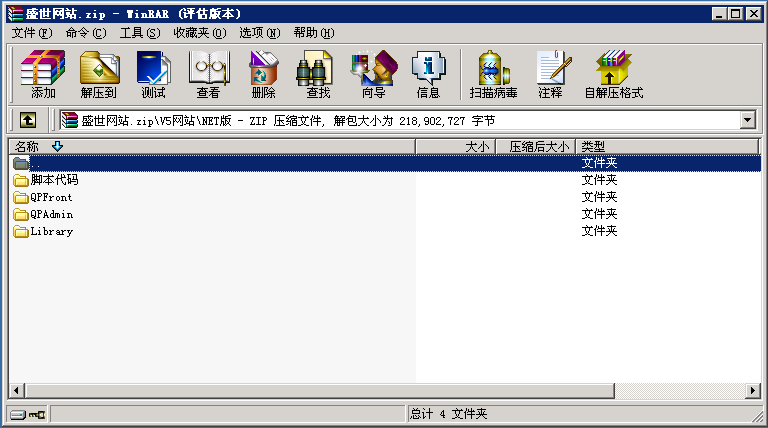 盛世网站.zip - WinRAR (评估版本)
文件(F) 命令(C) 工具(S) 收藏夹(O) 选项(N) 帮助(H)
添加 解压到 测试 查看 删除 查找 向导 信息 扫描病毒 注释 自解压格式
盛世网站.zip\V5网站\NET版 - ZIP 压缩文件, 解包大小为 218,902,727 字节
名称 大小 压缩后大小 类型
.. 文件夹
脚本代码 文件夹
QPFront 文件夹
QPAdmin 文件夹
Library 文件夹
总计 4 文件夹